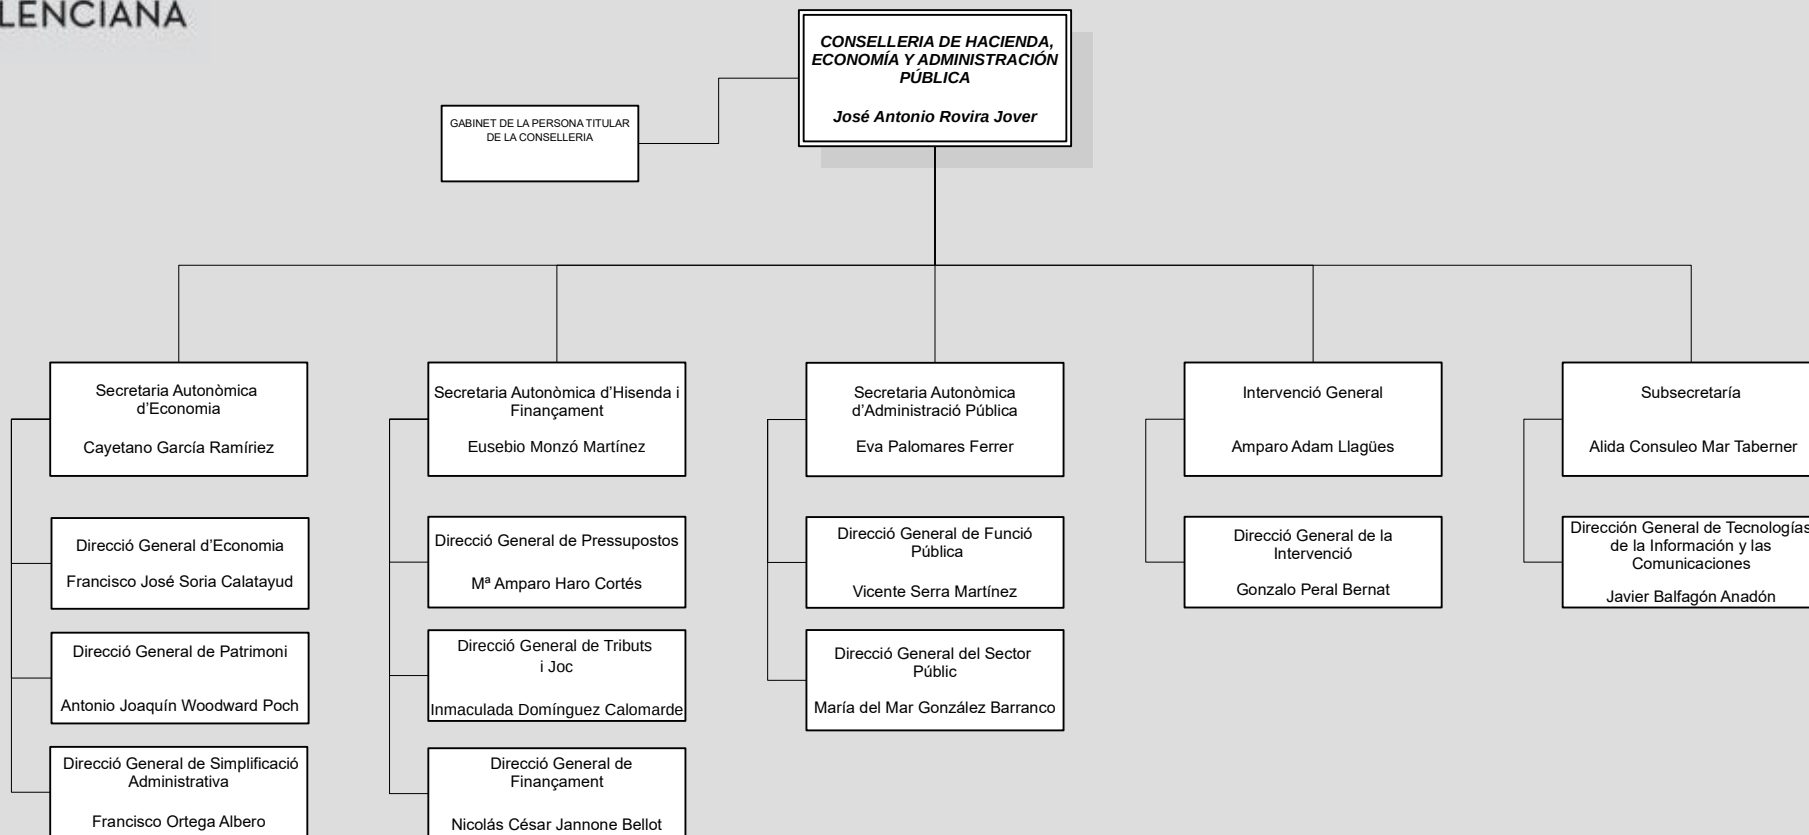 LENCIANA
CONSELLERIA DE HACIENDA,
ECONOMÍA Y ADMINISTRACIÓN
PÚBLICA
José Antonio Rovira Jover
GABINET DE LA PERSONA TITULAR
DE LA CONSELLERIA
Secretaria Autonòmica
d'Economia
Cayetano García Ramíriez
Secretaria Autonòmica d'Hisenda i
Finançament
Eusebio Monzó Martínez
Secretaria Autonòmica
d'Administració Pública
Eva Palomares Ferrer
Intervenció General
Amparo Adam Llagües
Subsecretaría
Alida Consuleo Mar Taberner
Direcció General d'Economia
Francisco José Soria Calatayud
Direcció General de Pressupostos
Mª Amparo Haro Cortés
Direcció General de Funció
Pública
Vicente Serra Martínez
Direcció General de la
Intervenció
Gonzalo Peral Bernat
Dirección General de Tecnologías
de la Información y las
Comunicaciones
Javier Balfagón Anadón
Direcció General de Patrimoni
Antonio Joaquín Woodward Poch
Direcció General de Tributs
i Joc
Inmaculada Domínguez Calomarde
Direcció General del Sector
Públic
María del Mar González Barranco
Direcció General de Simplificació
Administrativa
Francisco Ortega Albero
Direcció General de
Finançament
Nicolás César Jannone Bellot